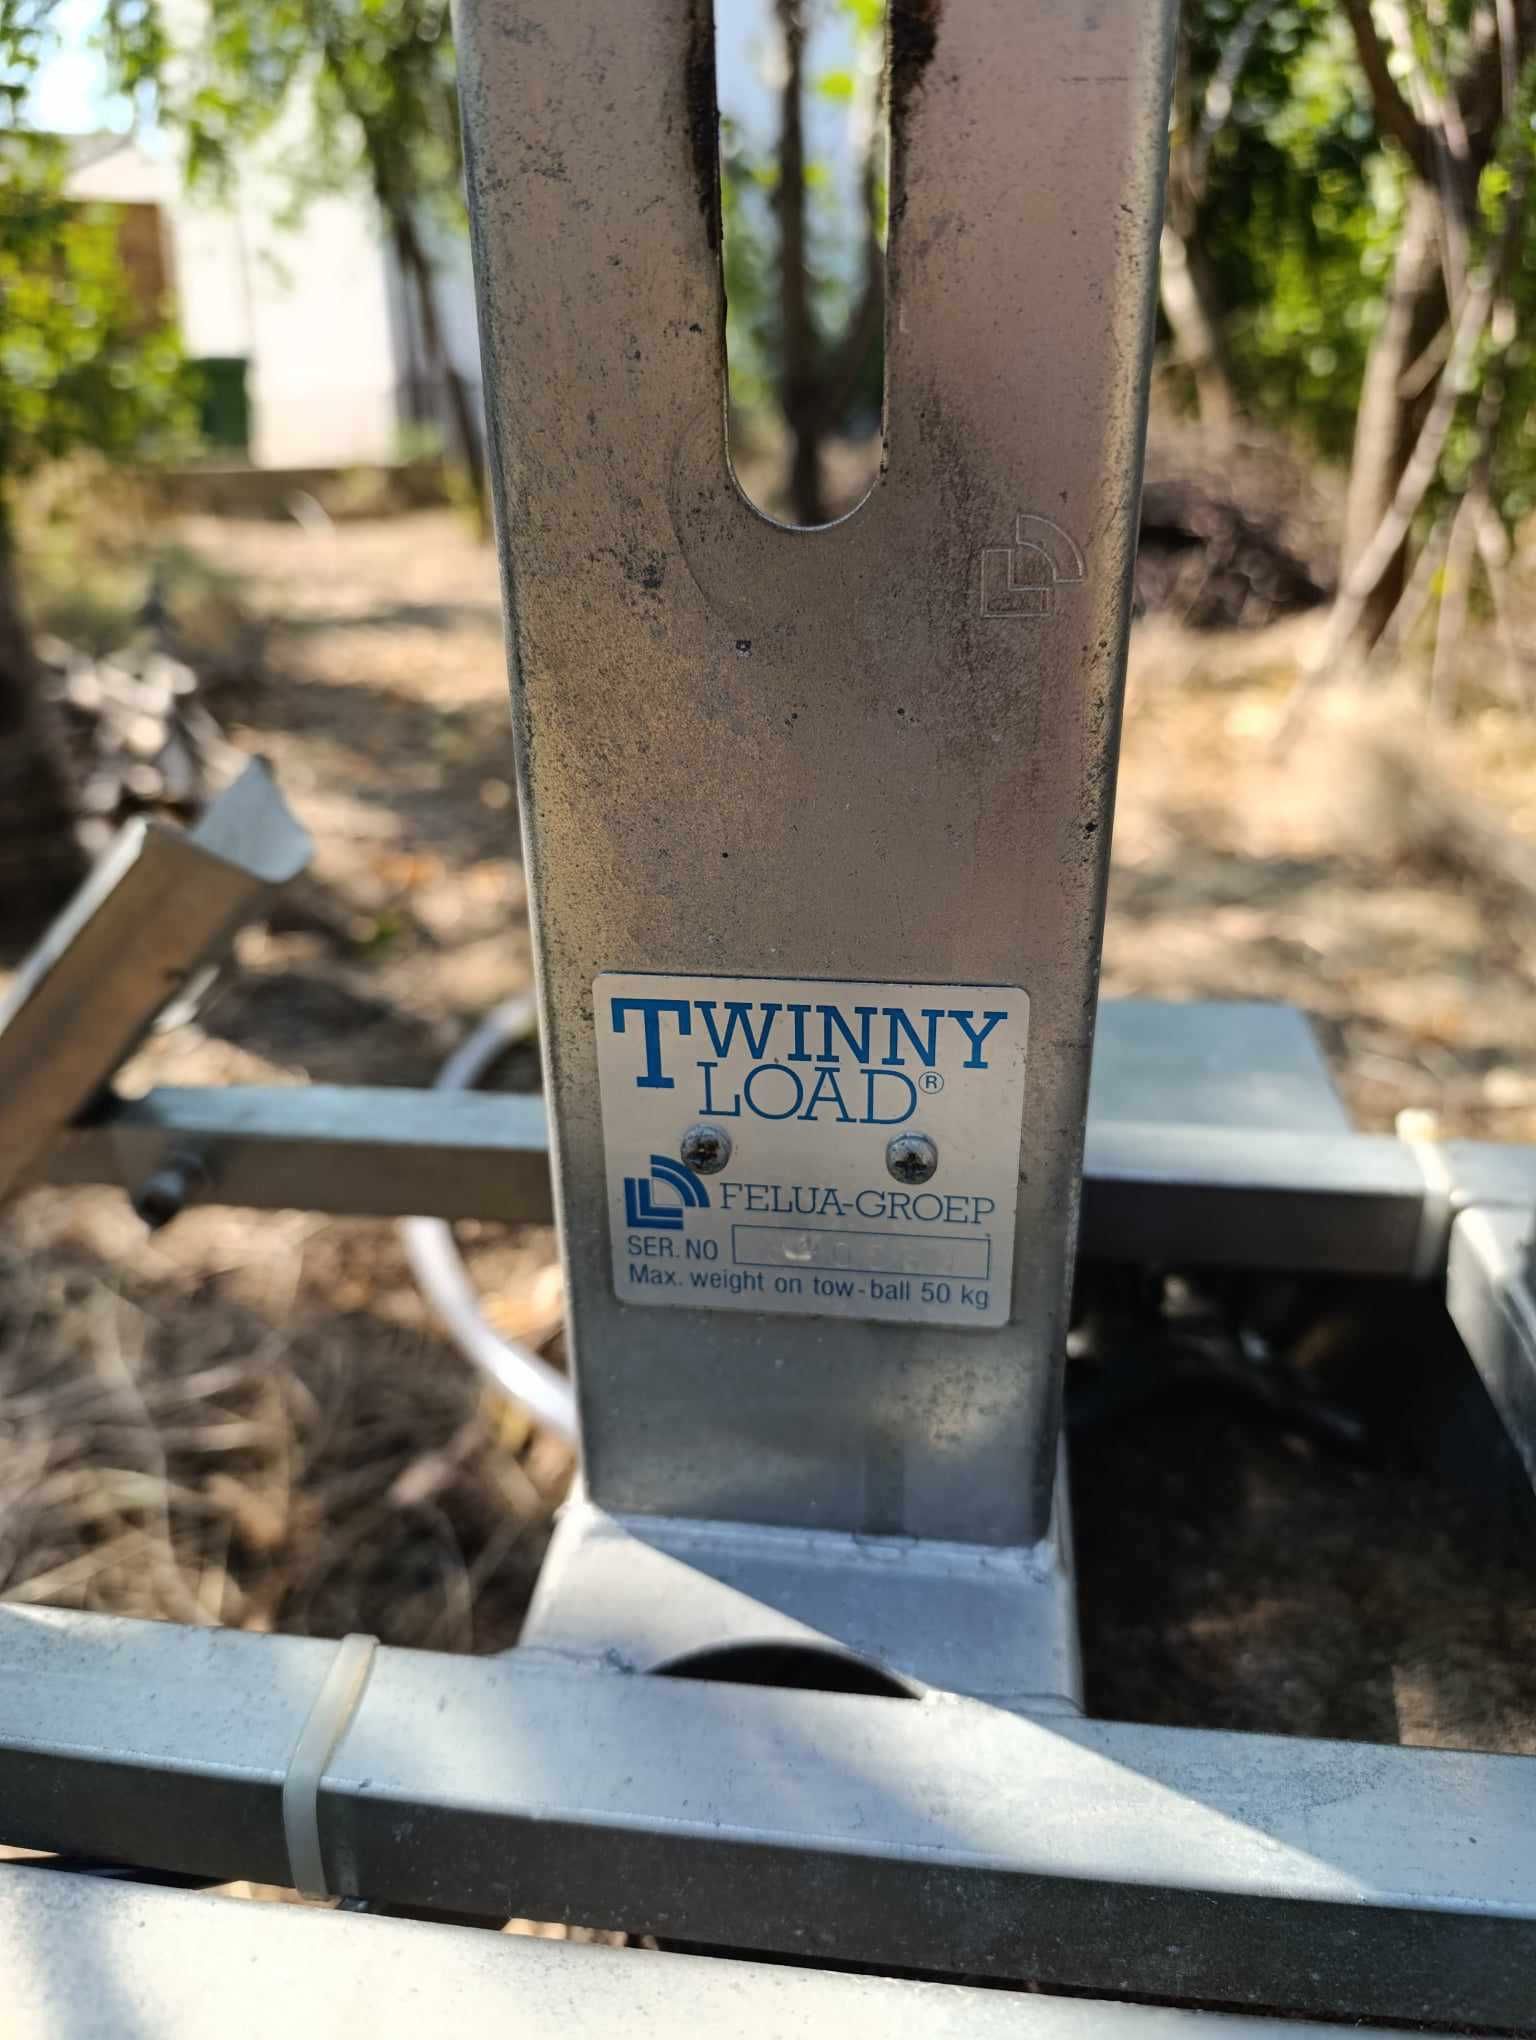 TWINNY
LOAD®
FELUA-GROEP
SER. NO
Max. weight on tow-ball 50 kg